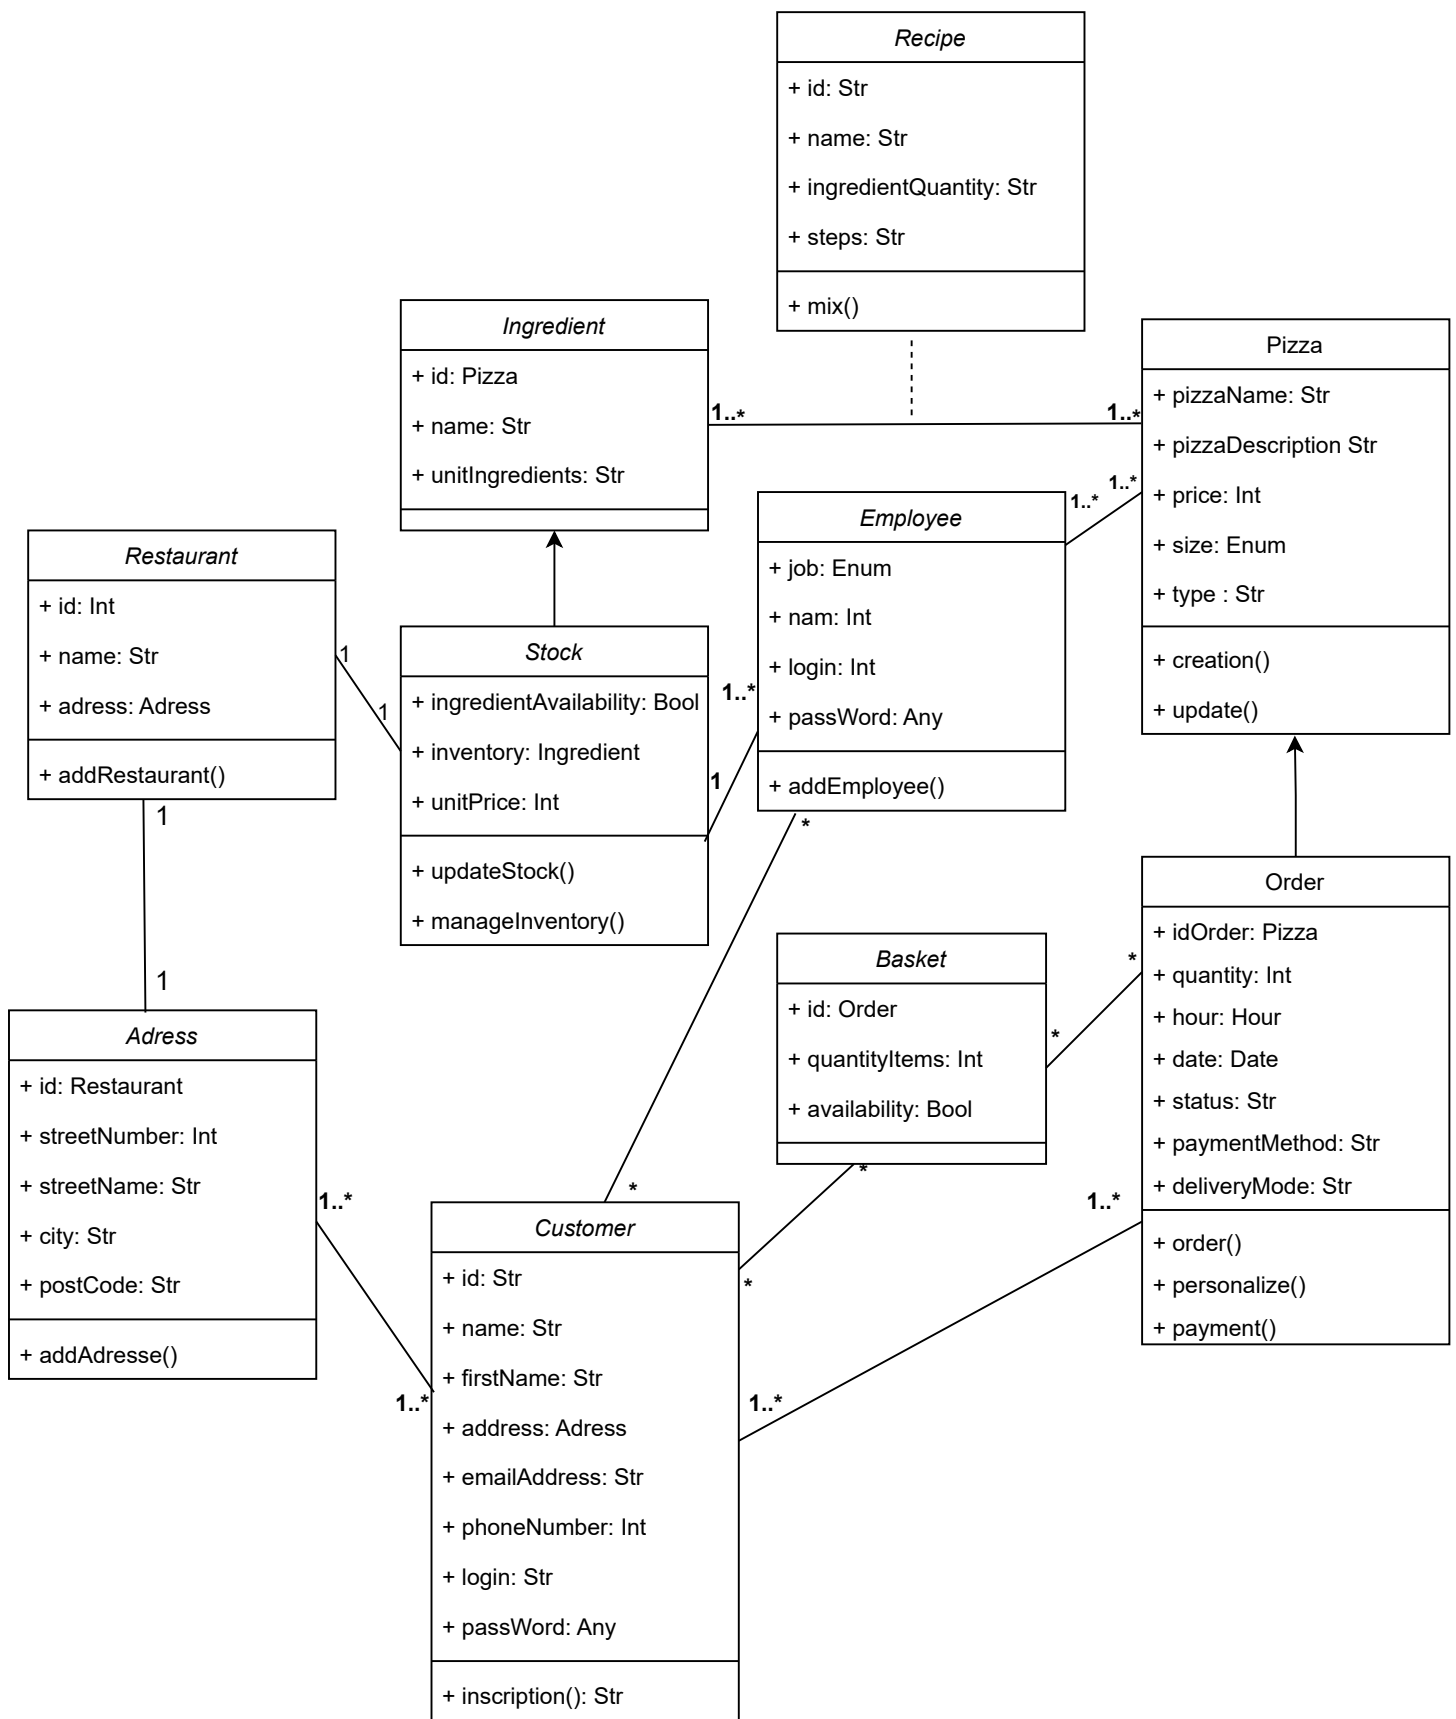 Recipe
+ id: Str
+ name: Str
+ ingredientQuantity: Str
+ steps: Str
+ mix()
Ingredient
+ id: Pizza
+ name: Str
+ unitIngredients: Str
1..*
1..*
Pizza
+ pizzaName: Str
+ pizzaDescription Str
+ price: Int
+ size: Enum
+ type : Str
+ creation()
+ update()
1..*
1..*
Employee
+ job: Enum
+ nam: Int
+ login: Int
+ passWord: Any
+ addEmployee()
Restaurant
+ id: Int
+ name: Str
+ adress: Adress
+ addRestaurant()
1
1
Stock
+ ingredientAvailability: Bool
+ inventory: Ingredient
+ unitPrice: Int
+ updateStock()
+ manageInventory()
1..*
1
*
1
1
Order
+ idOrder: Pizza
+ quantity: Int
+ hour: Hour
+ date: Date
+ status: Str
+ paymentMethod: Str
+ deliveryMode: Str
+ order()
+ personalize()
+ payment()
Basket
+ id: Order
+ quantityItems: Int
+ availability: Bool
*
*
*
*
Adress
+ id: Restaurant
+ streetNumber: Int
+ streetName: Str
+ city: Str
+ postCode: Str
+ addAdresse()
1..*
1..*
*
Customer
+ id: Str
+ name: Str
+ firstName: Str
+ address: Adress
+ emailAddress: Str
+ phoneNumber: Int
+ login: Str
+ passWord: Any
+ inscription(): Str
1..*
1..*